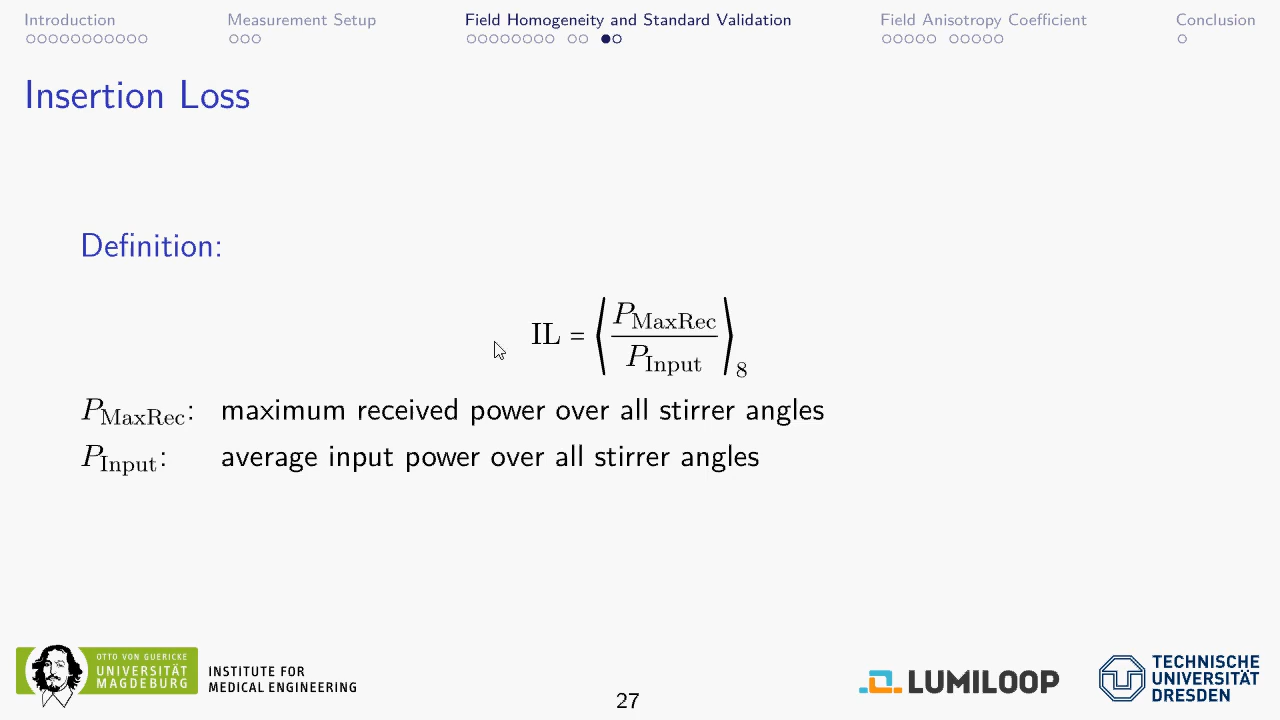 Introduction Measurement Setup Field Homogeneity and Standard Validation Field Anisotropy Coefficient Conclusion
Insertion Loss
Definition:
IL = ⟨ P_MaxRec / P_Input ⟩_8
P_MaxRec: maximum received power over all stirrer angles
P_Input: average input power over all stirrer angles
OTTO VON GUERICKE
UNIVERSITÄT
MAGDEBURG
INSTITUTE FOR
MEDICAL ENGINEERING
27
LUMILOOP
TECHNISCHE
UNIVERSITÄT
DRESDEN